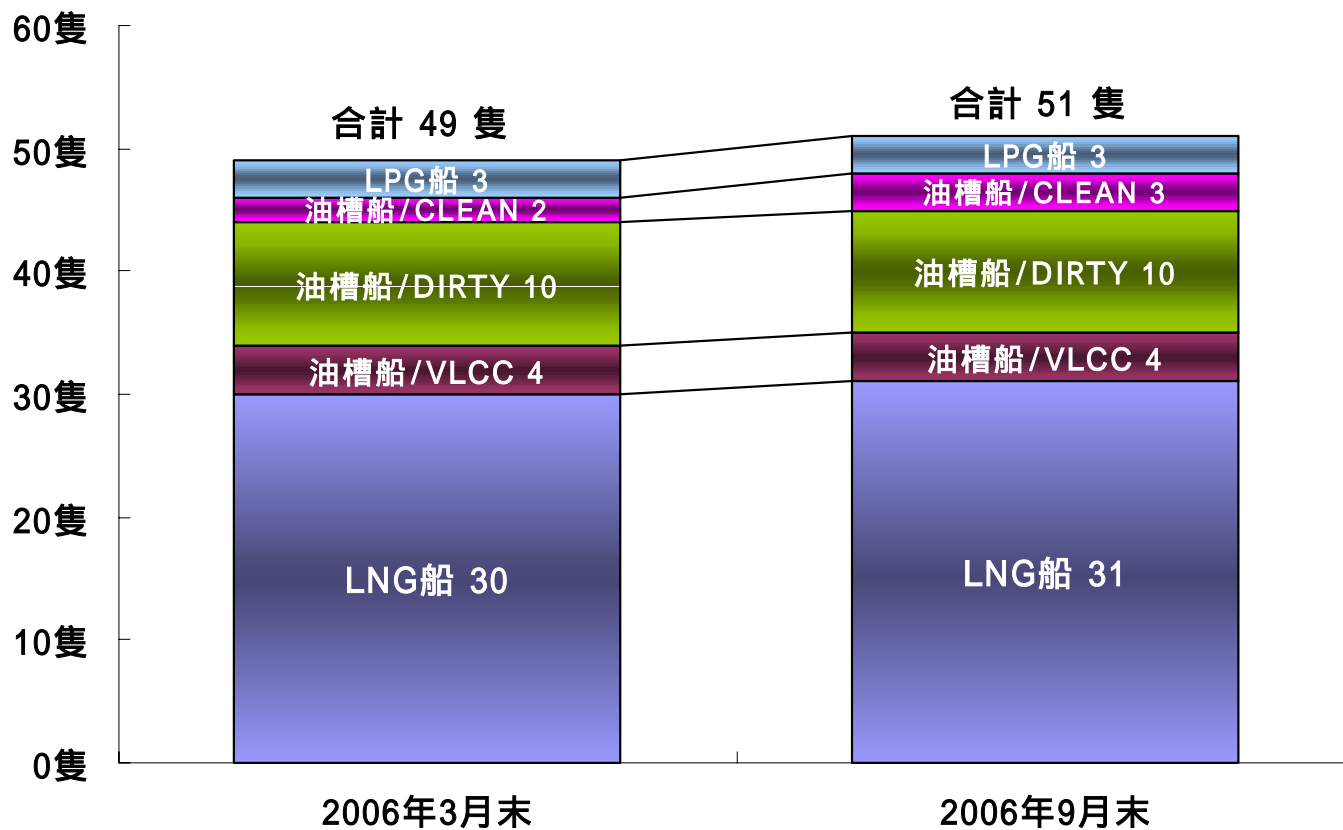 60隻
50隻
40隻
30隻
20隻
10隻
0隻
合計 49 隻
LPG船 3
油槽船/CLEAN 2
油槽船/DIRTY 10
油槽船/VLCC 4
LNG船 30
2006年3月末
合計 51 隻
LPG船 3
油槽船/CLEAN 3
油槽船/DIRTY 10
油槽船/VLCC 4
LNG船 31
2006年9月末